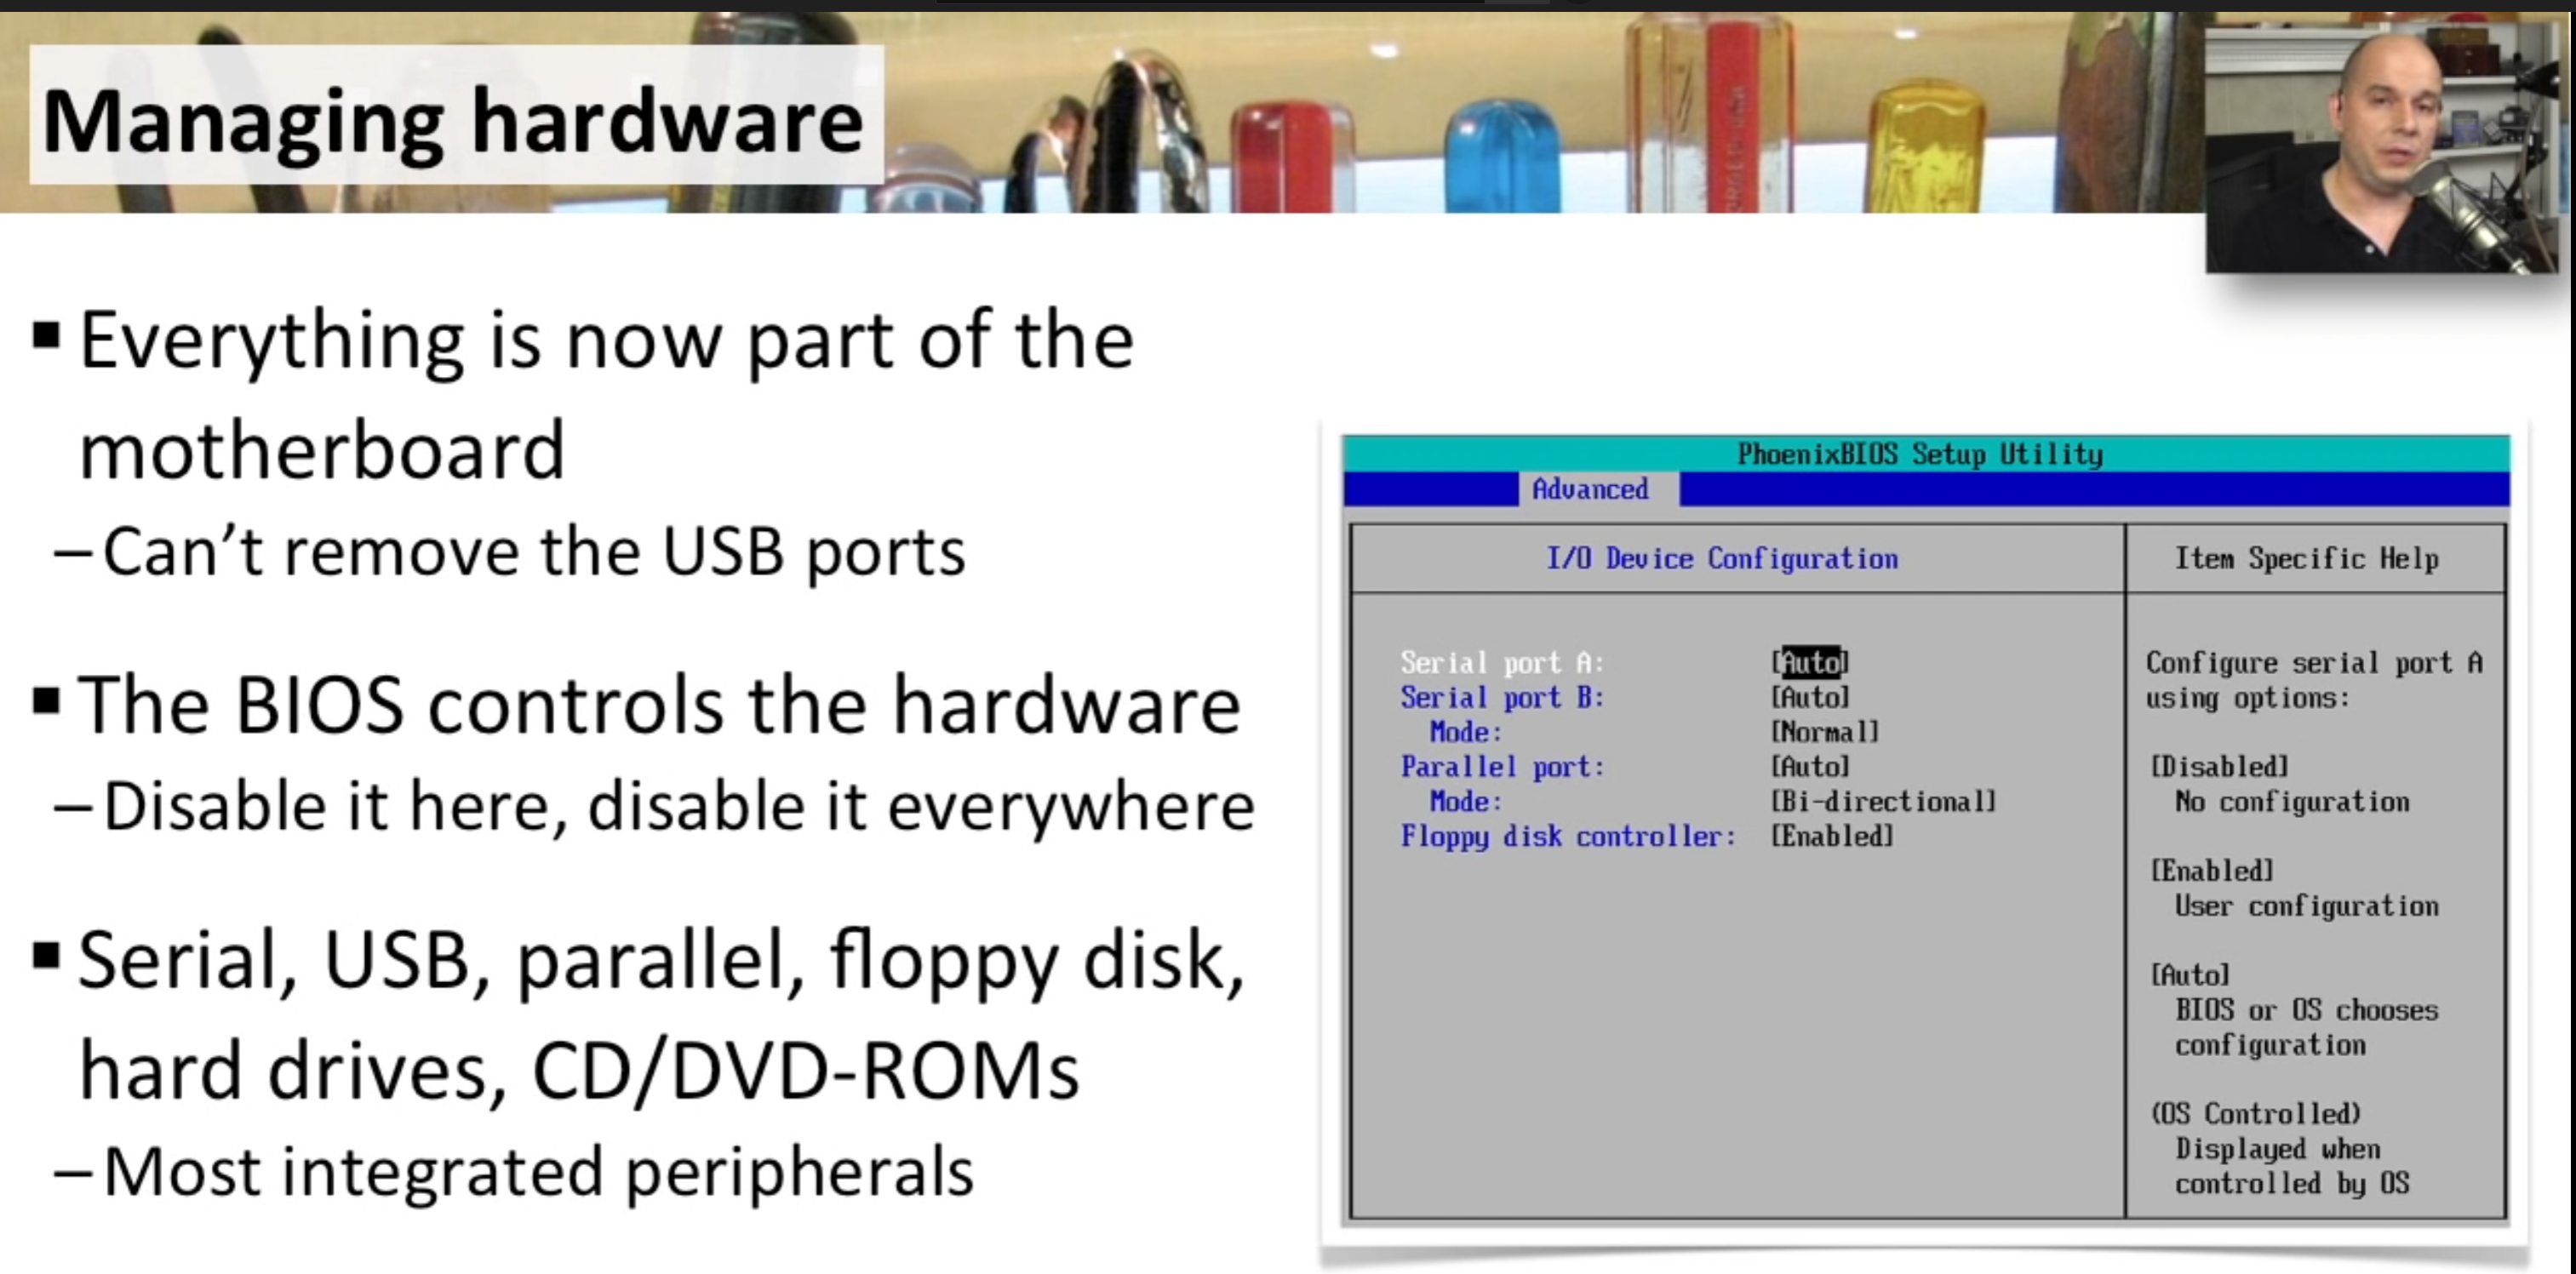 Managing hardware
▪ Everything is now part of the
motherboard
– Can’t remove the USB ports
▪ The BIOS controls the hardware
– Disable it here, disable it everywhere
▪ Serial, USB, parallel, floppy disk,
hard drives, CD/DVD-ROMs
– Most integrated peripherals
PhoenixBIOS Setup Utility
Advanced
I/O Device Configuration
Serial port A: [Auto]
Serial port B: [Auto]
Mode: [Normal]
Parallel port: [Auto]
Mode: [Bi-directional]
Floppy disk controller: [Enabled]
Item Specific Help
Configure serial port A
using options:
[Disabled]
No configuration
[Enabled]
User configuration
[Auto]
BIOS or OS chooses
configuration
(OS Controlled)
Displayed when
controlled by OS